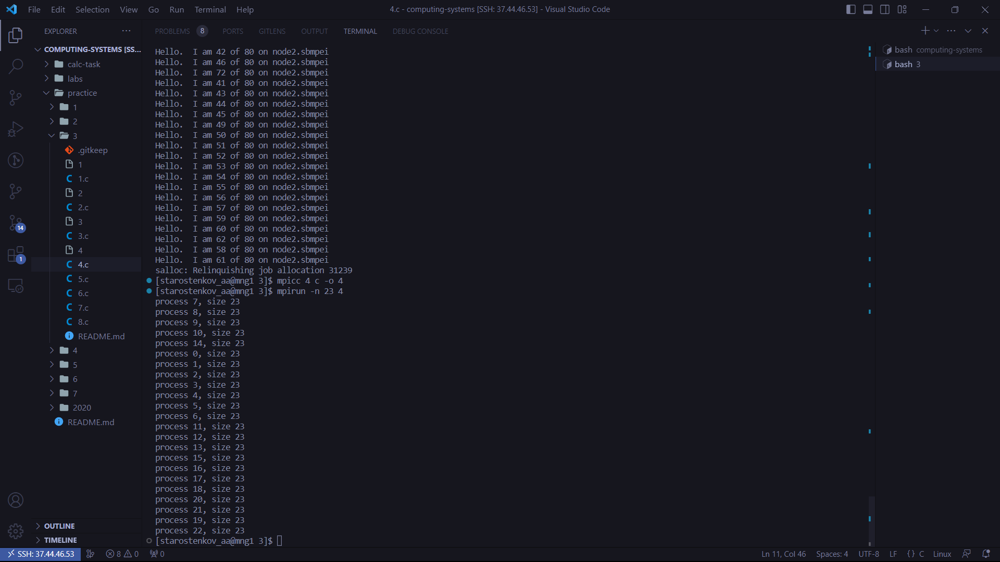 File Edit Selection View Go Run Terminal Help
4.c - computing-systems [SSH: 37.44.46.53] - Visual Studio Code
EXPLORER ...
COMPUTING-SYSTEMS [SS...
calc-task
labs
practice
1
2
3
.gitkeep
1
1.c
2
2.c
3
3.c
4
4.c
5.c
6.c
7.c
8.c
README.md
4
5
6
7
2020
README.md
OUTLINE
TIMELINE
14
1
PROBLEMS 8 PORTS GITLENS OUTPUT TERMINAL DEBUG CONSOLE
Hello.  I am 42 of 80 on node2.sbmpei
Hello.  I am 46 of 80 on node2.sbmpei
Hello.  I am 72 of 80 on node2.sbmpei
Hello.  I am 41 of 80 on node2.sbmpei
Hello.  I am 43 of 80 on node2.sbmpei
Hello.  I am 44 of 80 on node2.sbmpei
Hello.  I am 45 of 80 on node2.sbmpei
Hello.  I am 49 of 80 on node2.sbmpei
Hello.  I am 50 of 80 on node2.sbmpei
Hello.  I am 51 of 80 on node2.sbmpei
Hello.  I am 52 of 80 on node2.sbmpei
Hello.  I am 53 of 80 on node2.sbmpei
Hello.  I am 54 of 80 on node2.sbmpei
Hello.  I am 55 of 80 on node2.sbmpei
Hello.  I am 56 of 80 on node2.sbmpei
Hello.  I am 57 of 80 on node2.sbmpei
Hello.  I am 59 of 80 on node2.sbmpei
Hello.  I am 60 of 80 on node2.sbmpei
Hello.  I am 62 of 80 on node2.sbmpei
Hello.  I am 58 of 80 on node2.sbmpei
Hello.  I am 61 of 80 on node2.sbmpei
salloc: Relinquishing job allocation 31239
[starostenkov_aa@mng1 3]$ mpicc 4 c -o 4
[starostenkov_aa@mng1 3]$ mpirun -n 23 4
process 7, size 23
process 8, size 23
process 9, size 23
process 10, size 23
process 14, size 23
process 0, size 23
process 1, size 23
process 2, size 23
process 3, size 23
process 4, size 23
process 5, size 23
process 6, size 23
process 11, size 23
process 12, size 23
process 13, size 23
process 15, size 23
process 16, size 23
process 17, size 23
process 18, size 23
process 20, size 23
process 21, size 23
process 19, size 23
process 22, size 23
[starostenkov_aa@mng1 3]$
bash computing-systems
bash 3
SSH: 37.44.46.53 8 0 0 Ln 11, Col 46 Spaces: 4 UTF-8 LF {} C Linux